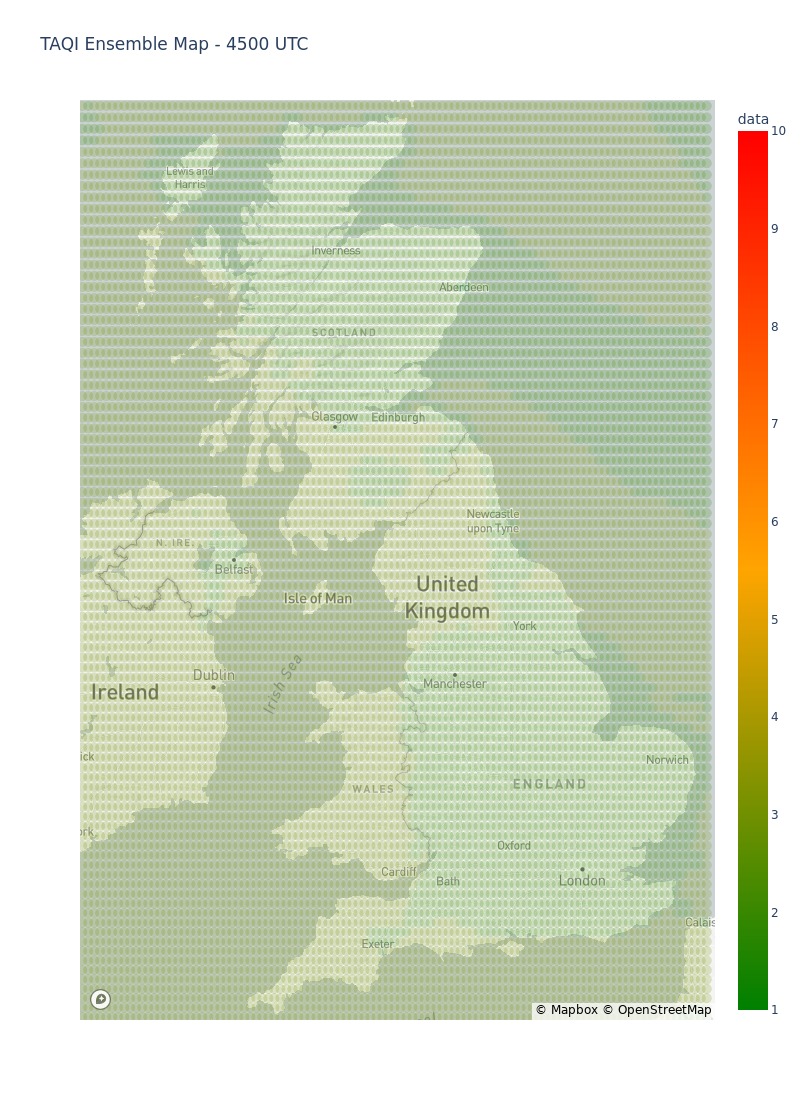 TAQI Ensemble Map - 4500 UTC
data
10
9
8
7
6
5
4
3
2
1
Lewis and
Harris
Inverness
Aberdeen
SCOTLAND
Glasgow
Edinburgh
Newcastle
upon Tyne
N. IRE.
Belfast
Isle of Man
United
Kingdom
York
Irish Sea
Dublin
Manchester
Ireland
ick
Norwich
WALES
ENGLAND
ork
Oxford
Cardiff
Bath
London
Calais
Exeter
© Mapbox © OpenStreetMap